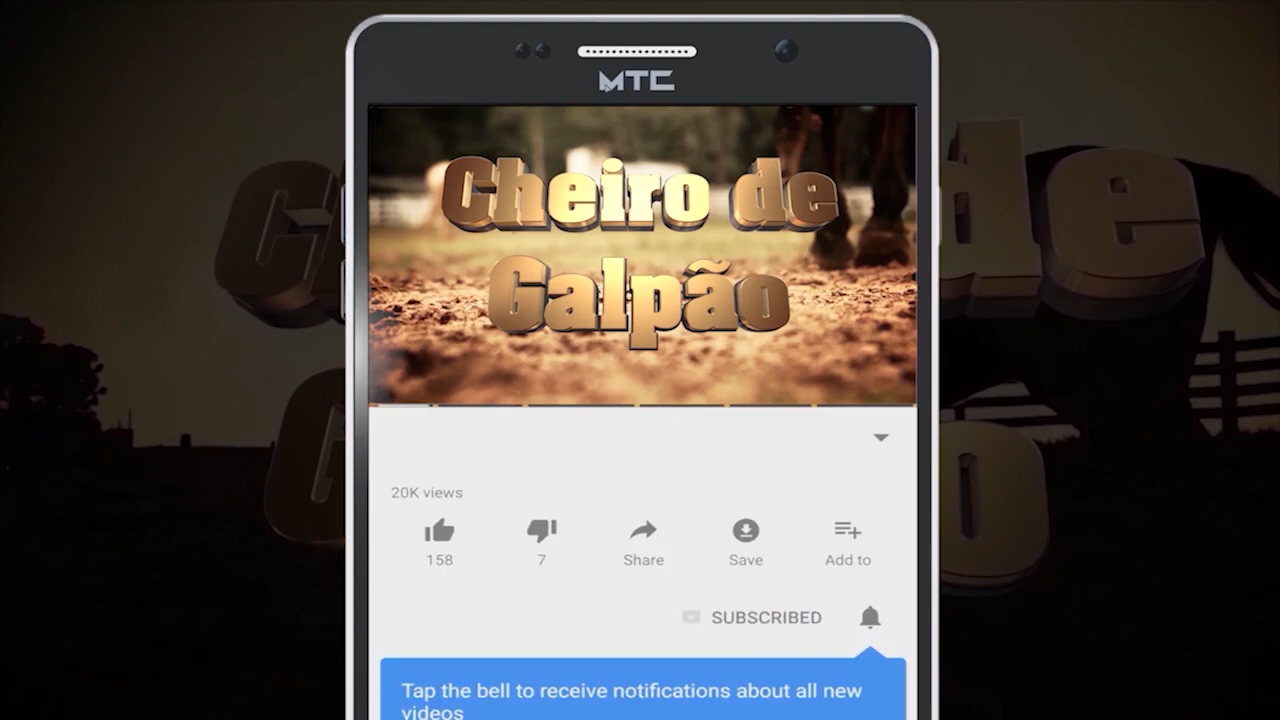 MTC
Cheiro de
Galpão
20K views
158
7
Share
Save
Add to
SUBSCRIBED
Tap the bell to receive notifications about all new
videos